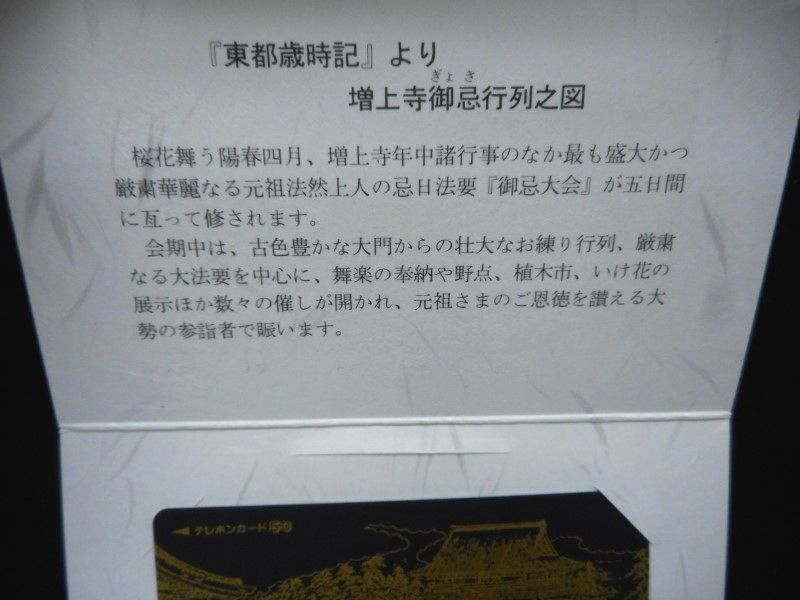 『東都歳時記』より
ぎょき
増上寺御忌行列之図
桜花舞う陽春四月、増上寺年中諸行事のなか最も盛大かつ
厳粛華麗なる元祖法然上人の忌日法要『御忌大会』が五日間
に亙って修されます。
会期中は、古色豊かな大門からの壮大なお練り行列、厳粛
なる大法要を中心に、舞楽の奉納や野点、植木市、いけ花の
展示ほか数々の催しが開かれ、元祖さまのご恩徳を讃える大
勢の参詣者で賑います。
テレホンカード50